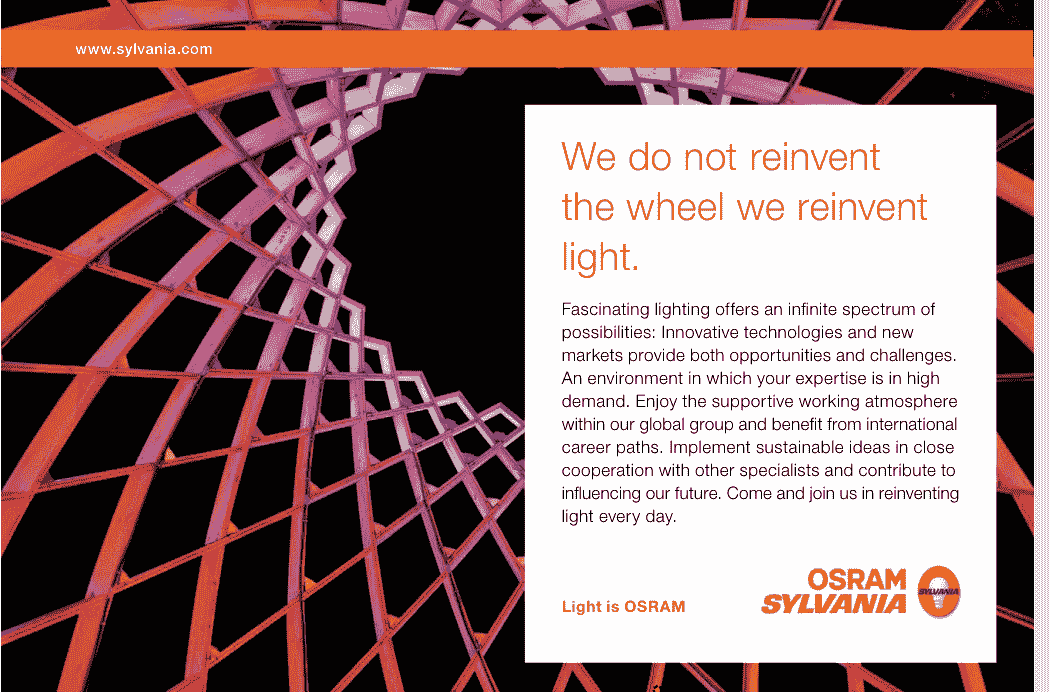 www.sylvania.com
We do not reinvent
the wheel we reinvent
light.
Fascinating lighting offers an infinite spectrum of
possibilities: Innovative technologies and new
markets provide both opportunities and challenges.
An environment in which your expertise is in high
demand. Enjoy the supportive working atmosphere
within our global group and benefit from international
career paths. Implement sustainable ideas in close
cooperation with other specialists and contribute to
influencing our future. Come and join us in reinventing
light every day.
Light is OSRAM
OSRAM
SYLVANIA
SYLVANIA